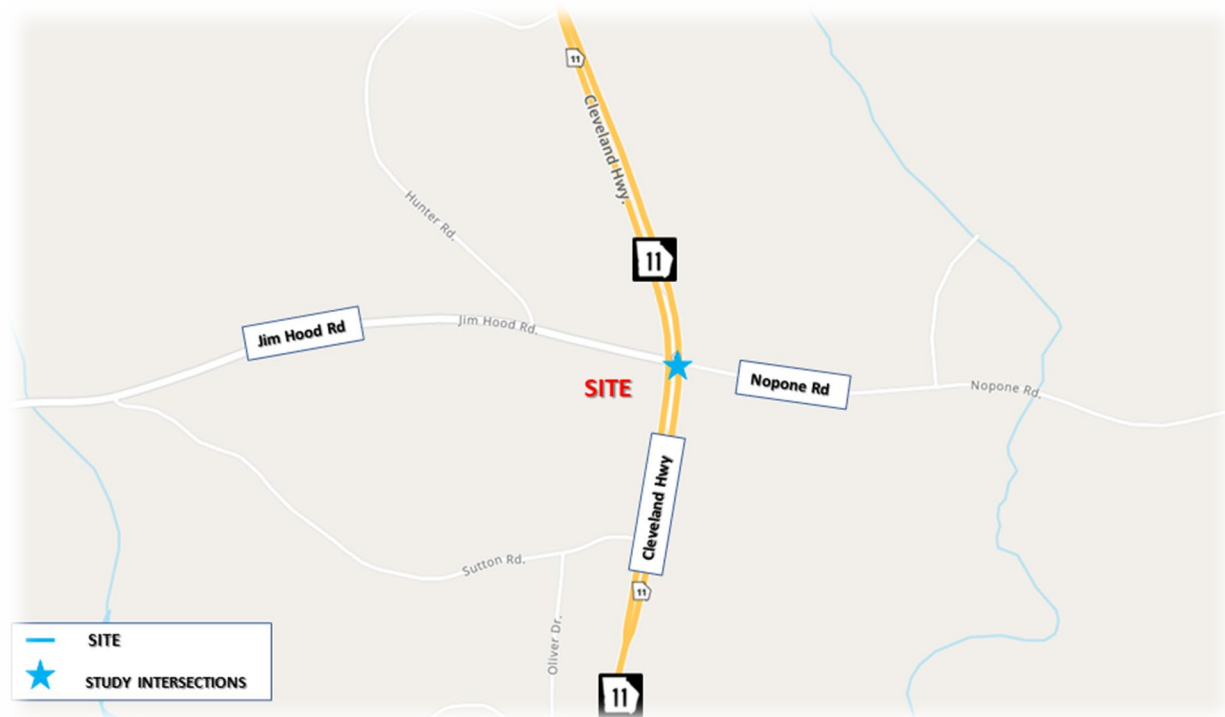 11
Cleveland Hwy.
Hunter Rd.
11
Jim Hood Rd
Jim Hood Rd.
SITE
Nopone Rd
Nopone Rd.
Cleveland Hwy
Sutton Rd.
11
Oliver Dr.
SITE
STUDY INTERSECTIONS
11